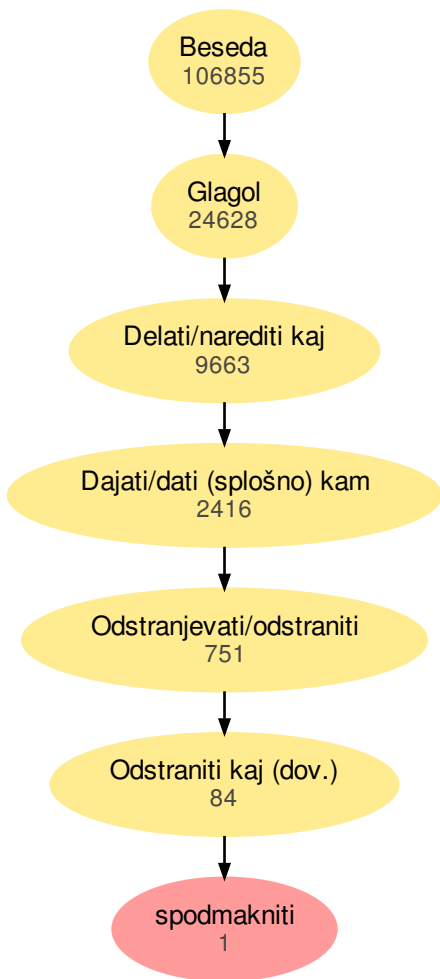 Beseda
106855
Glagol
24628
Delati/narediti kaj
9663
Dajati/dati (splošno) kam
2416
Odstranjevati/odstraniti
751
Odstraniti kaj (dov.)
84
spodmakniti
1